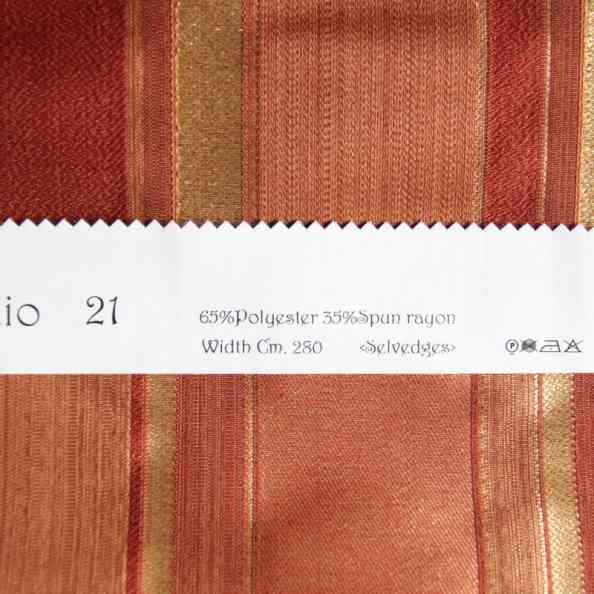 io 21
65%Polyester 35%Spun rayon
Width Cm. 280 <Selvedges>